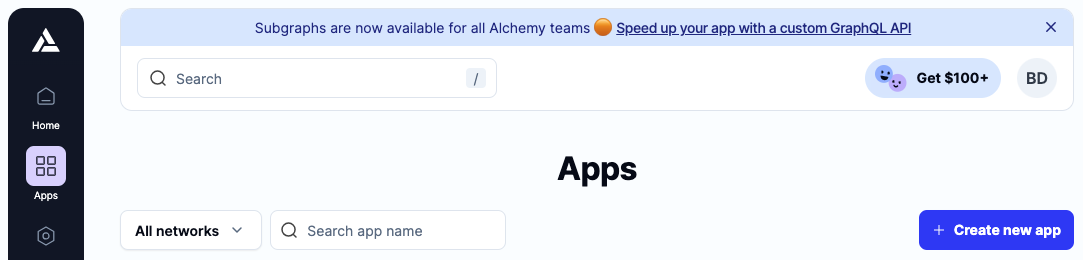 Subgraphs are now available for all Alchemy teams 🟠 Speed up your app with a custom GraphQL API
Search
/
Get $100+
BD
Home
Apps
Apps
All networks
Search app name
+ Create new app